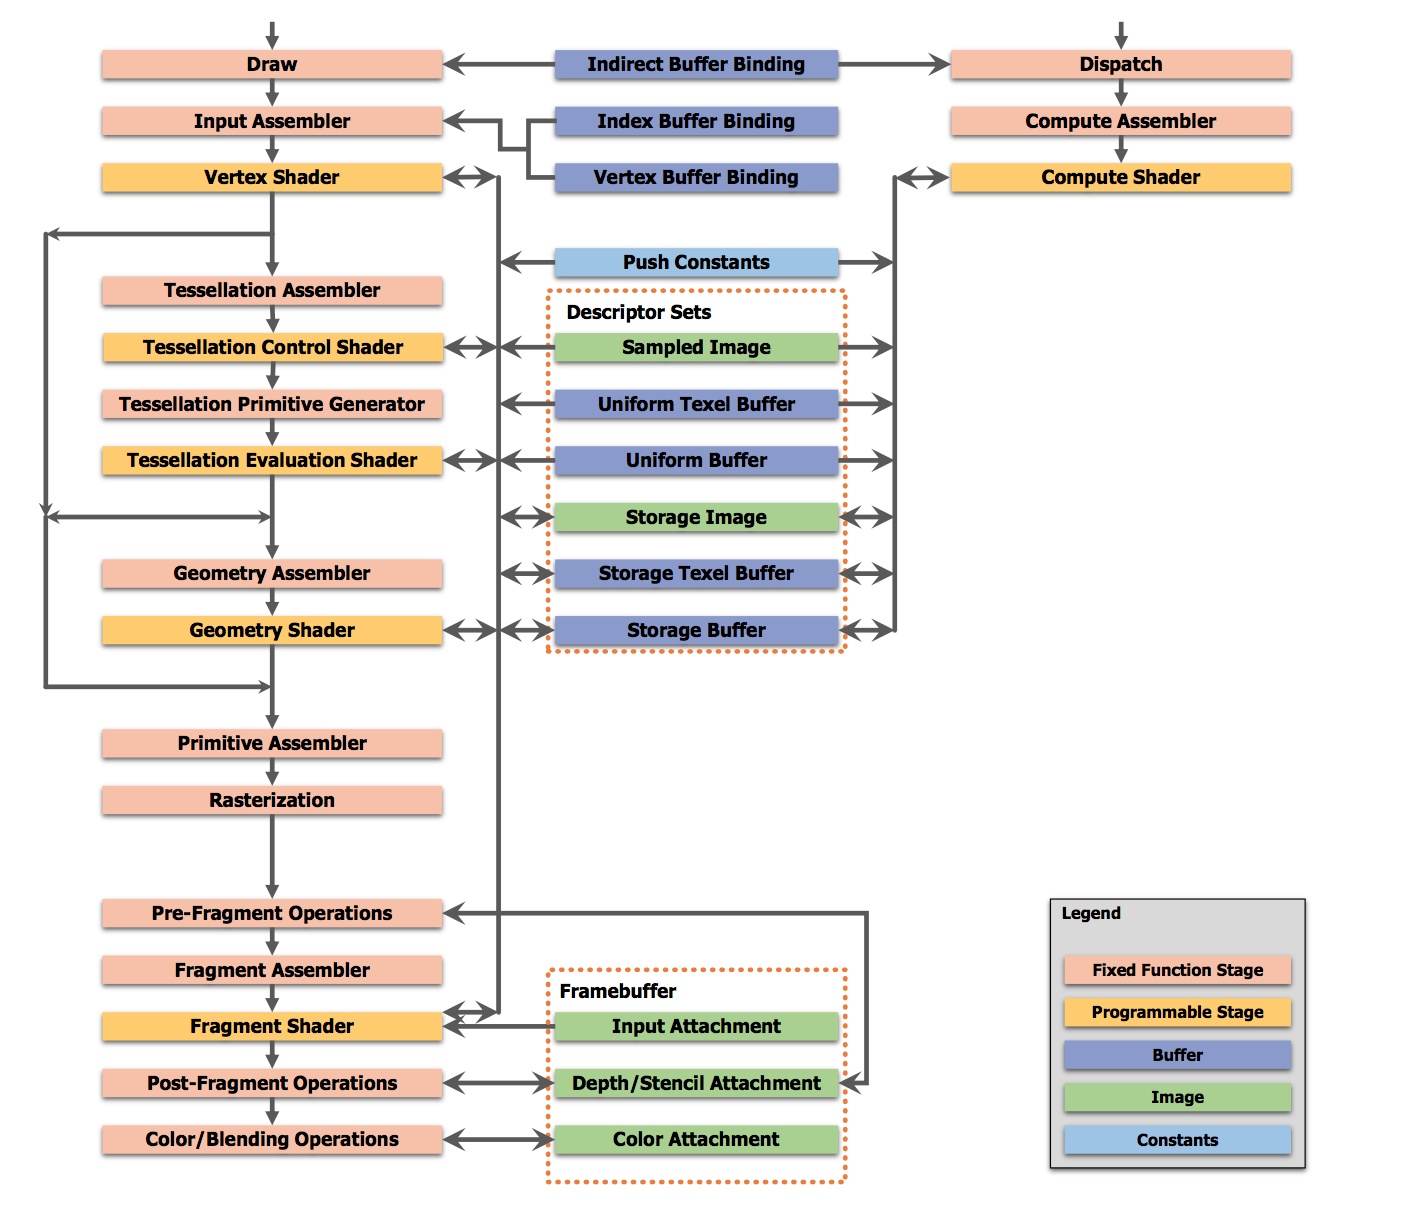 Draw
Indirect Buffer Binding
Dispatch
Input Assembler
Index Buffer Binding
Compute Assembler
Vertex Shader
Vertex Buffer Binding
Compute Shader
Push Constants
Tessellation Assembler
Descriptor Sets
Tessellation Control Shader
Sampled Image
Tessellation Primitive Generator
Uniform Texel Buffer
Tessellation Evaluation Shader
Uniform Buffer
Storage Image
Geometry Assembler
Storage Texel Buffer
Geometry Shader
Storage Buffer
Primitive Assembler
Rasterization
Pre-Fragment Operations
Fragment Assembler
Framebuffer
Fragment Shader
Input Attachment
Post-Fragment Operations
Depth/Stencil Attachment
Color/Blending Operations
Color Attachment
Legend
Fixed Function Stage
Programmable Stage
Buffer
Image
Constants